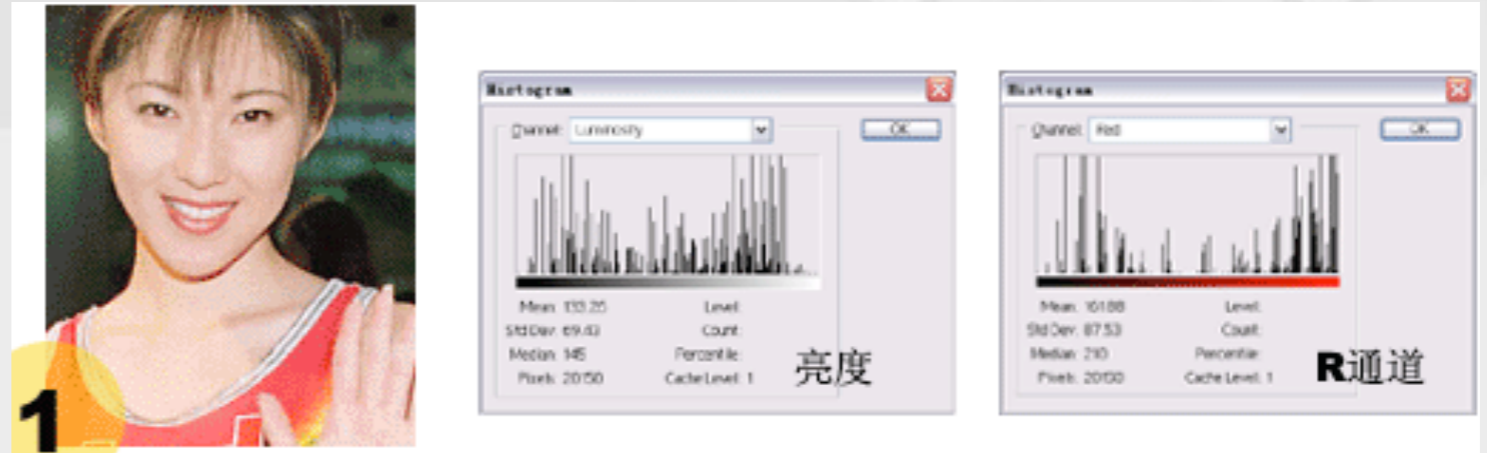 Histogram
Channel: Luminosity
OK
Mean: 133.26
Level:
Std Dev: 69.43
Count:
Median: 145
Percentile:
Pixels: 20150
Cache Level: 1
亮度
Histogram
Channel: Red
OK
Mean: 161.88
Level:
Std Dev: 87.53
Count:
Median: 210
Percentile:
Pixels: 20150
Cache Level: 1
R通道
1